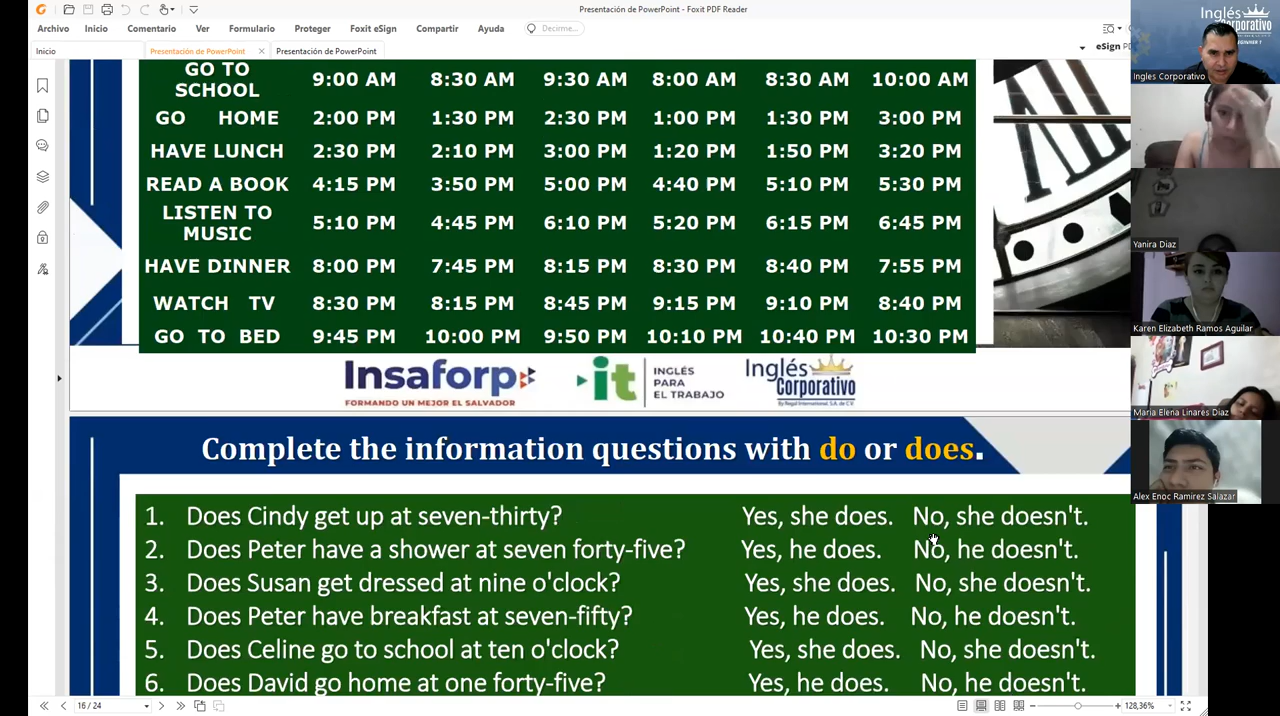 Presentación de PowerPoint - Foxit PDF Reader
Archivo Inicio Comentario Ver Formulario Proteger Foxit eSign Compartir Ayuda Decirme...
Inicio Presentación de PowerPoint Presentación de PowerPoint
eSign
GO TO SCHOOL 9:00 AM 8:30 AM 9:30 AM 8:00 AM 8:30 AM 10:00 AM
GO HOME 2:00 PM 1:30 PM 2:30 PM 1:00 PM 1:30 PM 3:00 PM
HAVE LUNCH 2:30 PM 2:10 PM 3:00 PM 1:20 PM 1:50 PM 3:20 PM
READ A BOOK 4:15 PM 3:50 PM 5:00 PM 4:40 PM 5:10 PM 5:30 PM
LISTEN TO MUSIC 5:10 PM 4:45 PM 6:10 PM 5:20 PM 6:15 PM 6:45 PM
HAVE DINNER 8:00 PM 7:45 PM 8:15 PM 8:30 PM 8:40 PM 7:55 PM
WATCH TV 8:30 PM 8:15 PM 8:45 PM 9:15 PM 9:10 PM 8:40 PM
GO TO BED 9:45 PM 10:00 PM 9:50 PM 10:10 PM 10:40 PM 10:30 PM
Insaforp
FORMANDO UN MEJOR EL SALVADOR
it
INGLÉS
PARA
EL TRABAJO
Inglés
Corporativo
Complete the information questions with do or does.
1. Does Cindy get up at seven-thirty? Yes, she does. No, she doesn't.
2. Does Peter have a shower at seven forty-five? Yes, he does. No, he doesn't.
3. Does Susan get dressed at nine o'clock? Yes, she does. No, she doesn't.
4. Does Peter have breakfast at seven-fifty? Yes, he does. No, he doesn't.
5. Does Celine go to school at ten o'clock? Yes, she does. No, she doesn't.
6. Does David go home at one forty-five? Yes, he does. No, he doesn't.
16 / 24
128,36%
Inglés
Corporativo
Ingles Corporativo
Yanira Diaz
Karen Elizabeth Ramos Aguilar
Maria Elena Linares Diaz
Alex Enoc Ramirez Salazar